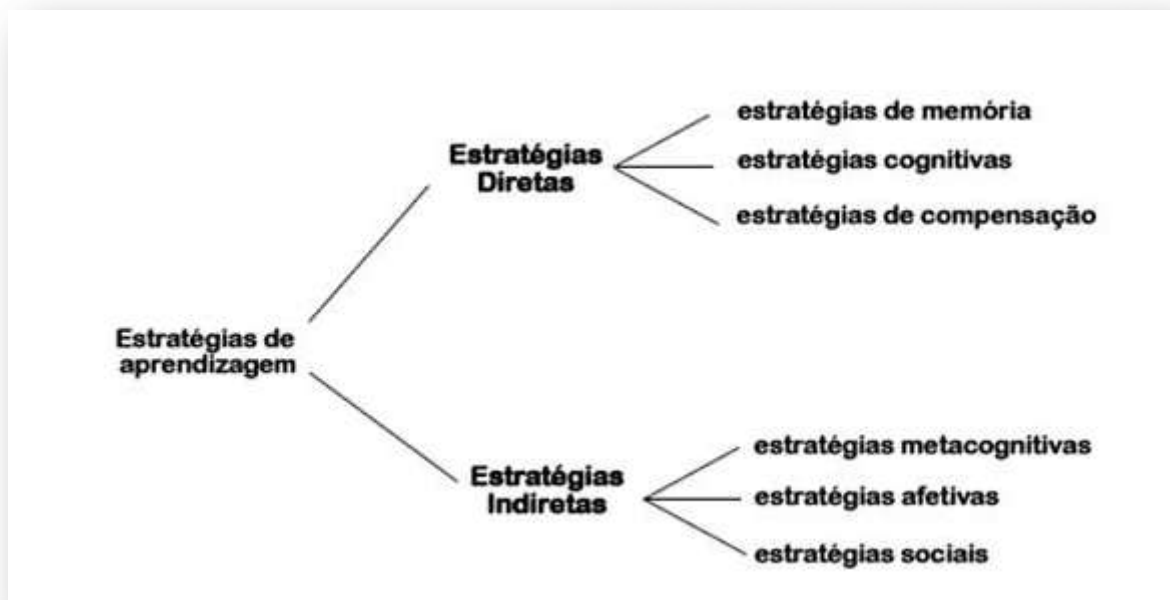 estratégias de memória
Estratégias
Diretas
estratégias cognitivas
estratégias de compensação
Estratégias de
aprendizagem
estratégias metacognitivas
Estratégias
Indiretas
estratégias afetivas
estratégias sociais